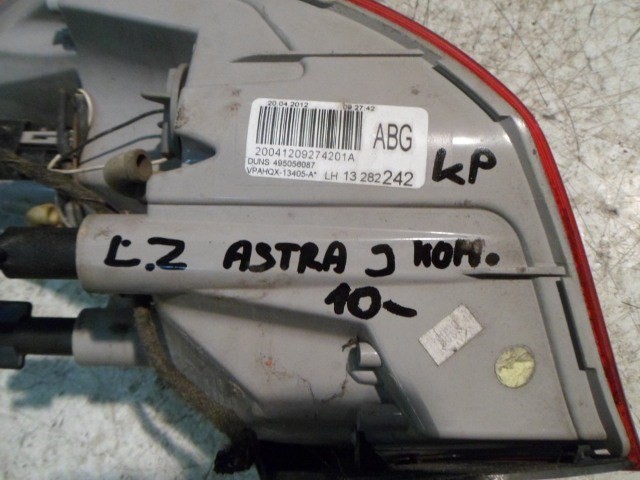 20.04.2012 09:27:42
ABG
20041209274201A
DUNS 495056087
VPAHQX-13405-A* LH 13 282 242
KP
L.Z ASTRA J KOM.
10-